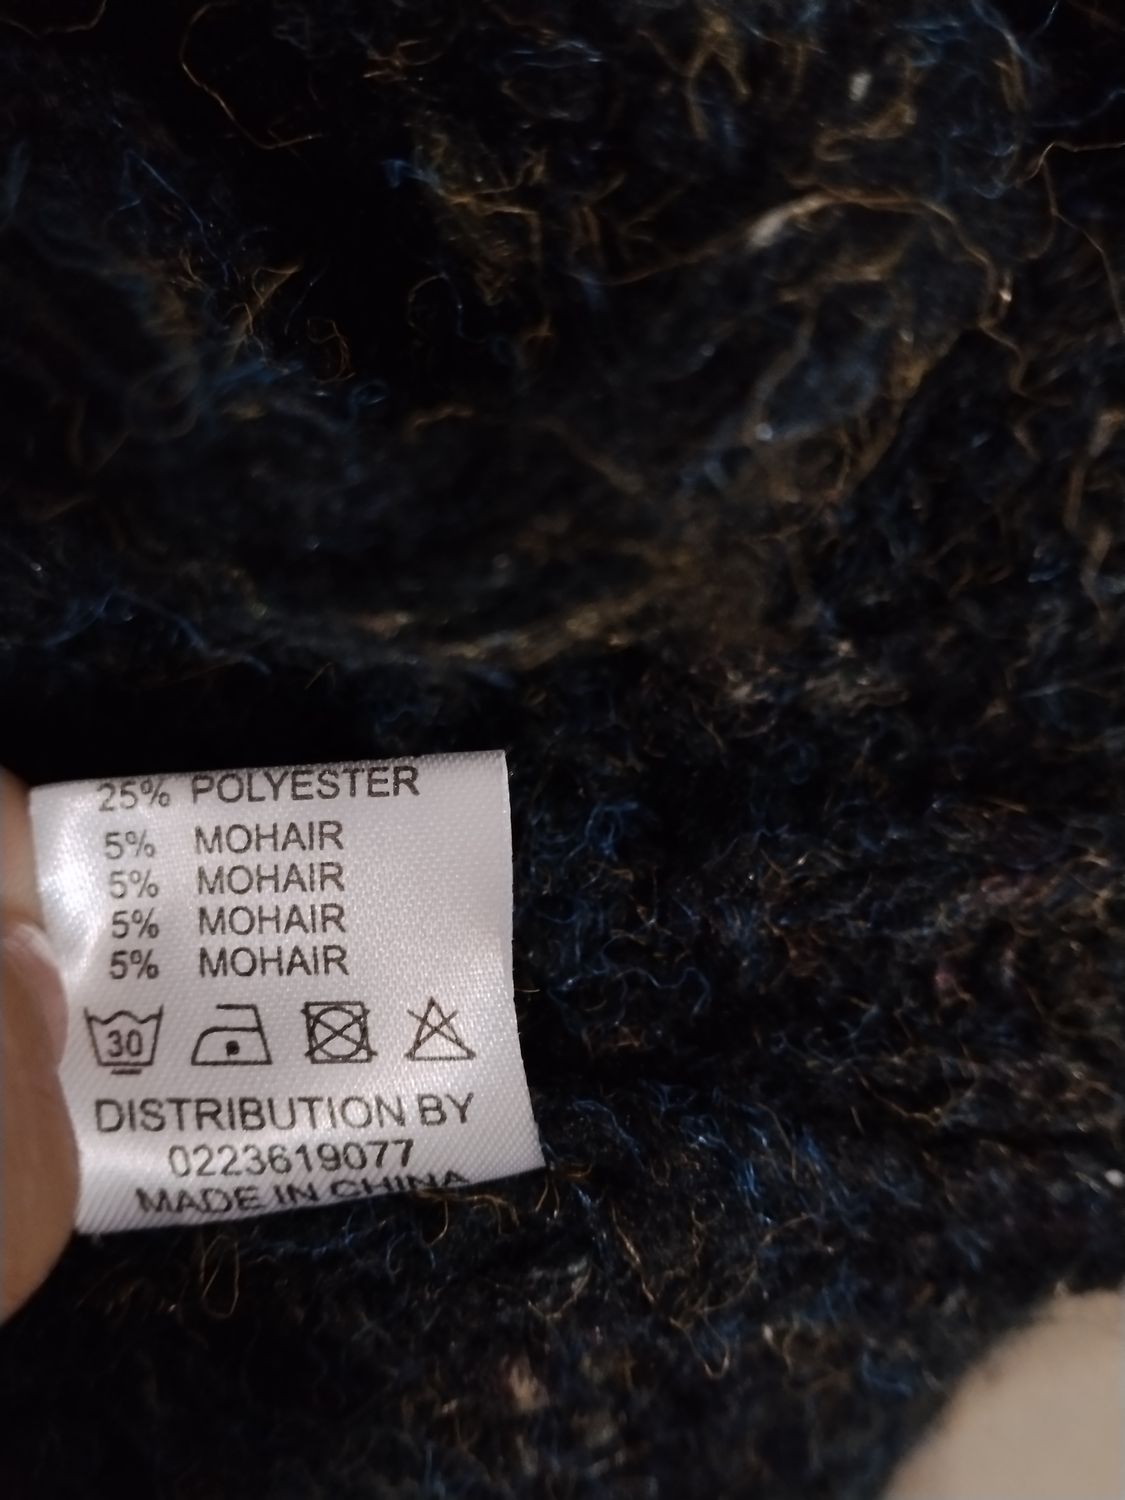 25% POLYESTER
5% MOHAIR
5% MOHAIR
5% MOHAIR
5% MOHAIR
30
DISTRIBUTION BY
0223619077
MADE IN CHINA